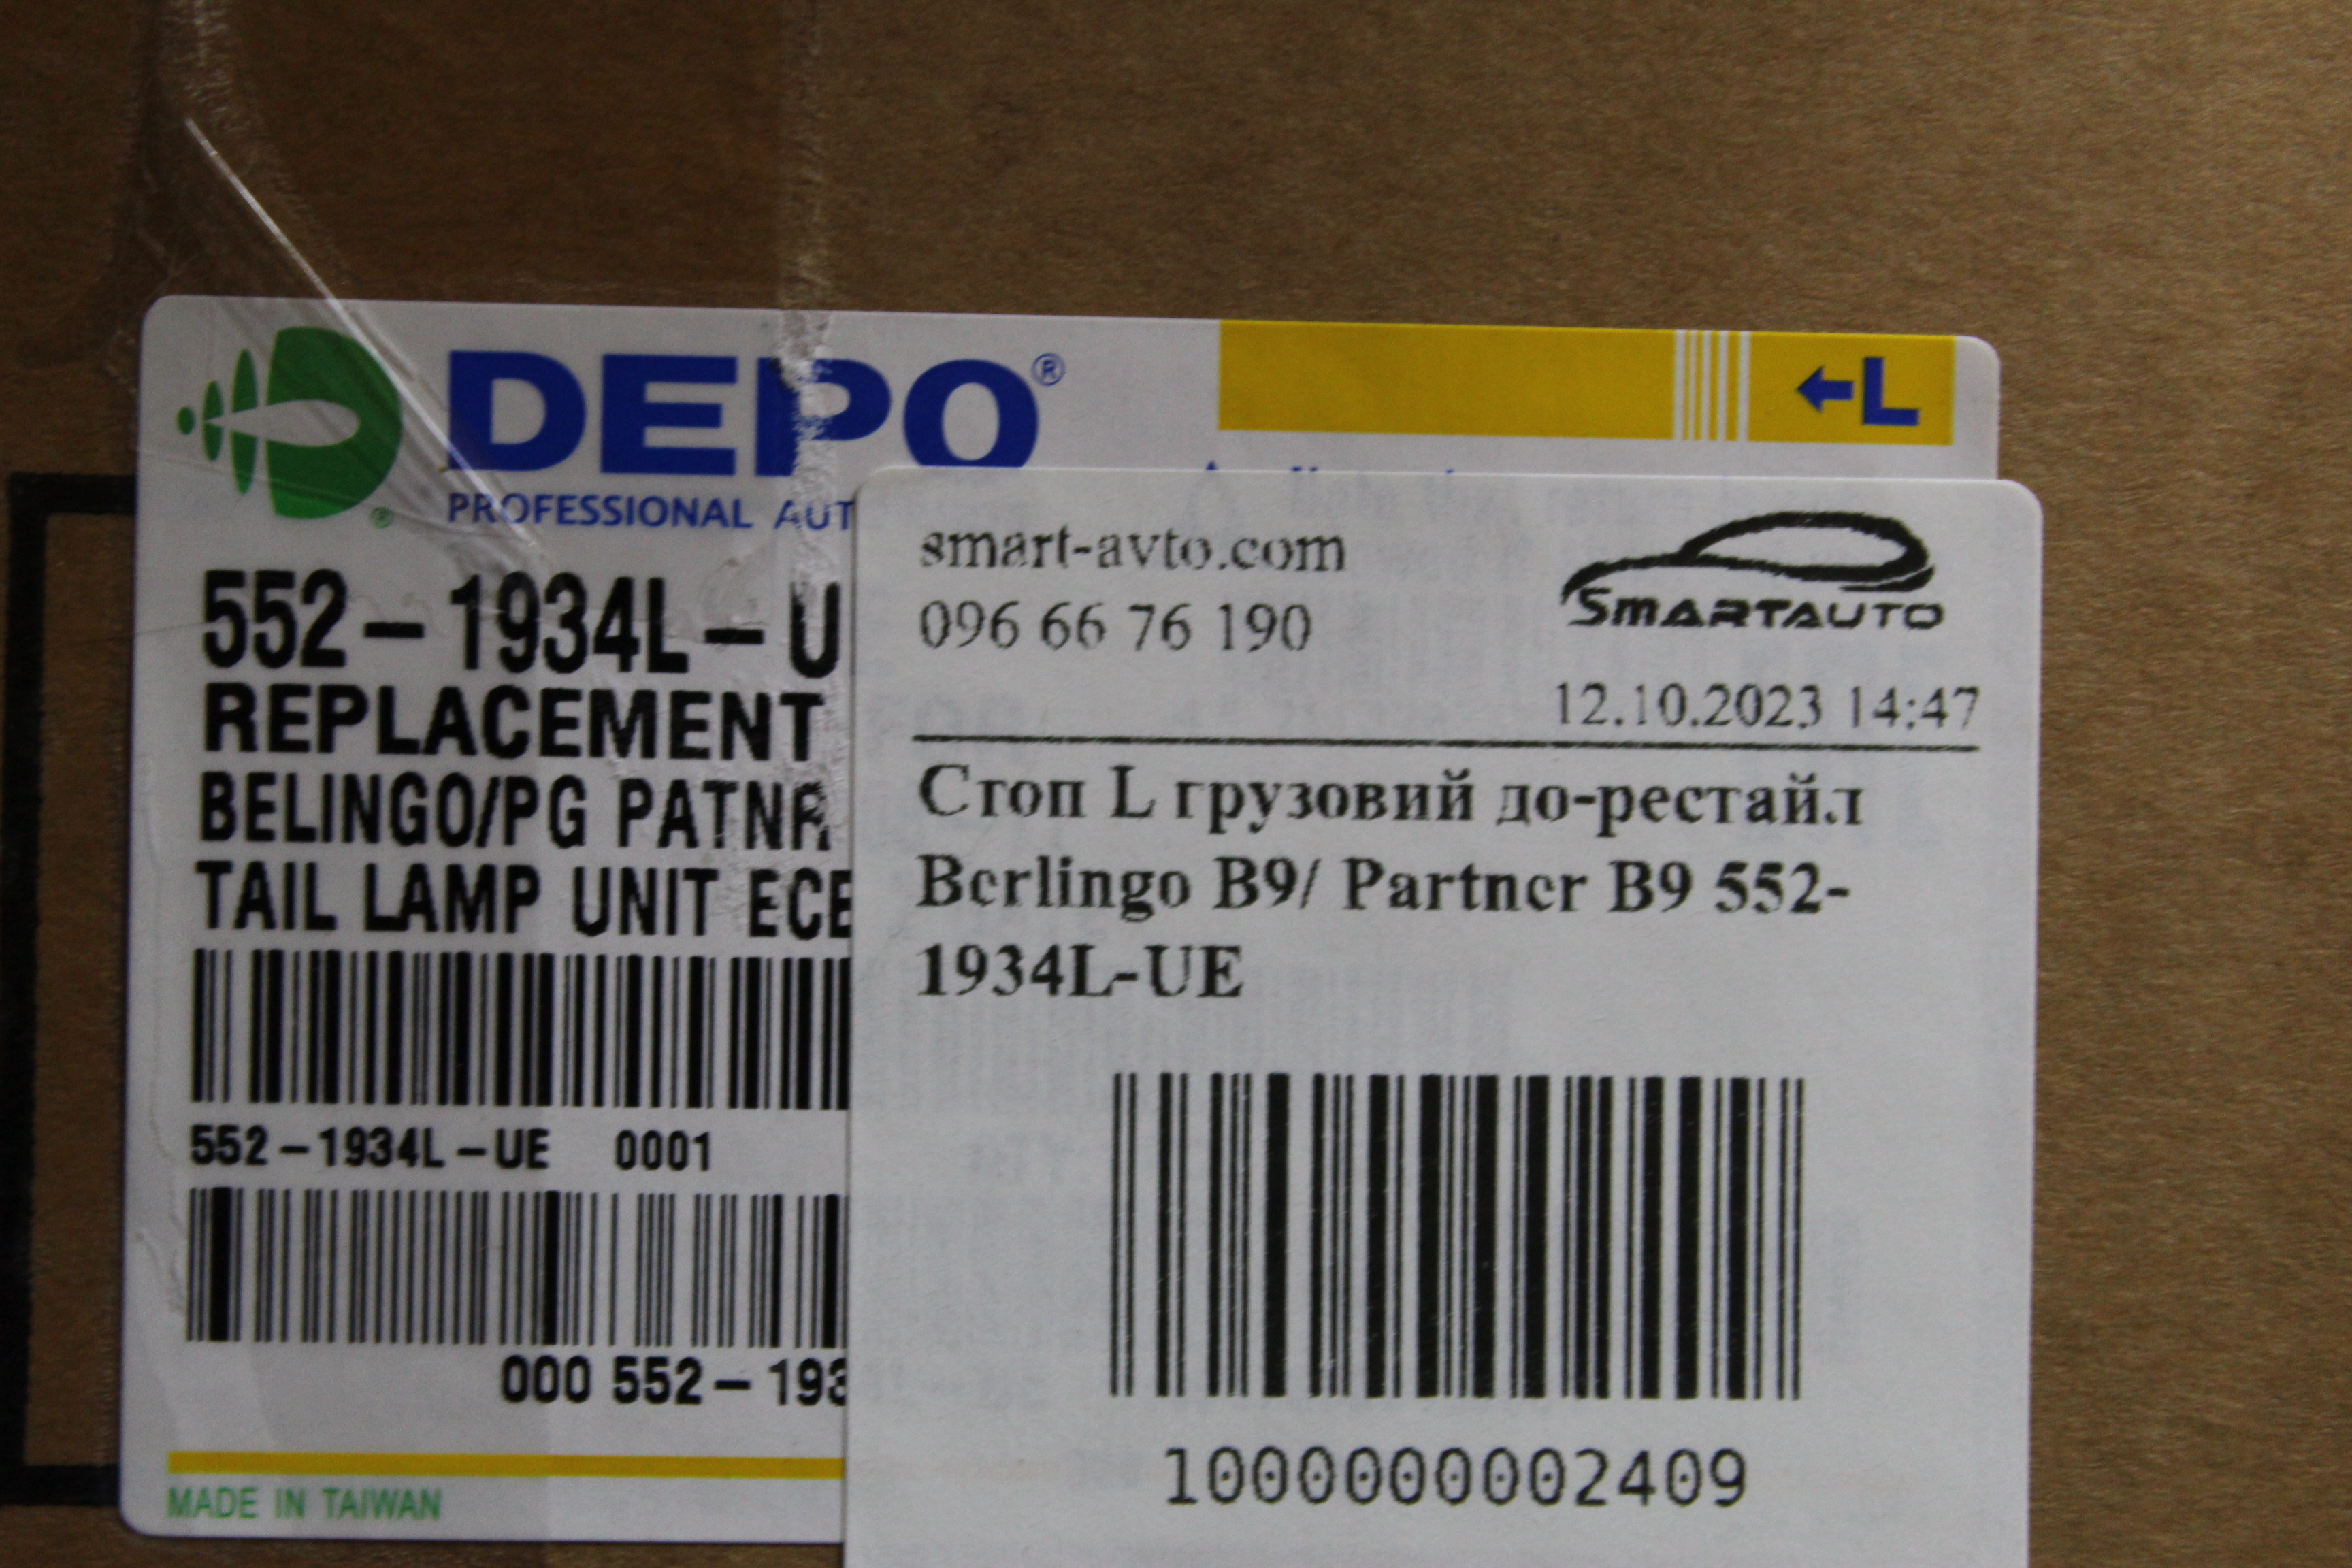 DEPO®
←L
PROFESSIONAL AUT
552-1934L-U
REPLACEMENT
BELINGO/PG PATNR
TAIL LAMP UNIT ECE
552-1934L-UE 0001
000 552-193
MADE IN TAIWAN
smart-avto.com
SMARTAUTO
096 66 76 190
12.10.2023 14:47
Стоп L грузовий до-рестайл
Berlingo B9/ Partner B9 552-
1934L-UE
1000000002409